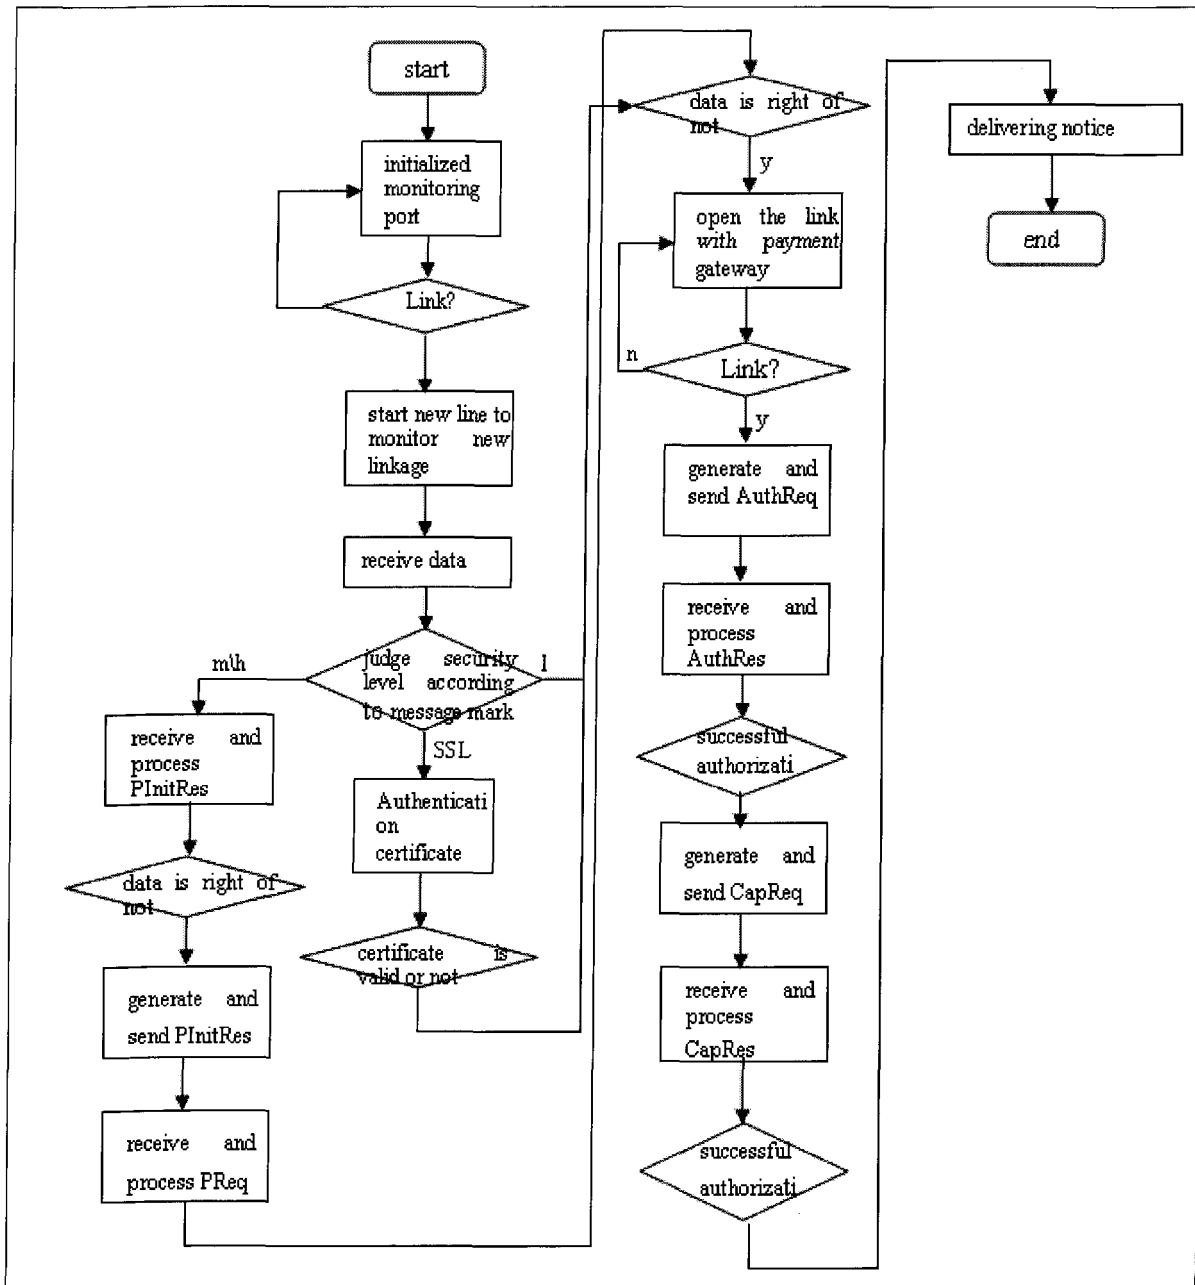 start
initialized
monitoring
port
Link?
start new line to
monitor new
linkage
receive data
judge security
level according
to message mark
m\h
l
SSL
receive and
process
PInitRes
data is right of
not
generate and
send PInitRes
receive and
process PReq
Authenticati
on
certificate
certificate is
valid or not
data is right of
not
y
open the link
with payment
gateway
Link?
n
y
generate and
send AuthReq
receive and
process
AuthRes
successful
authorizati
generate and
send CapReq
receive and
process
CapRes
successful
authorizati
delivering notice
end